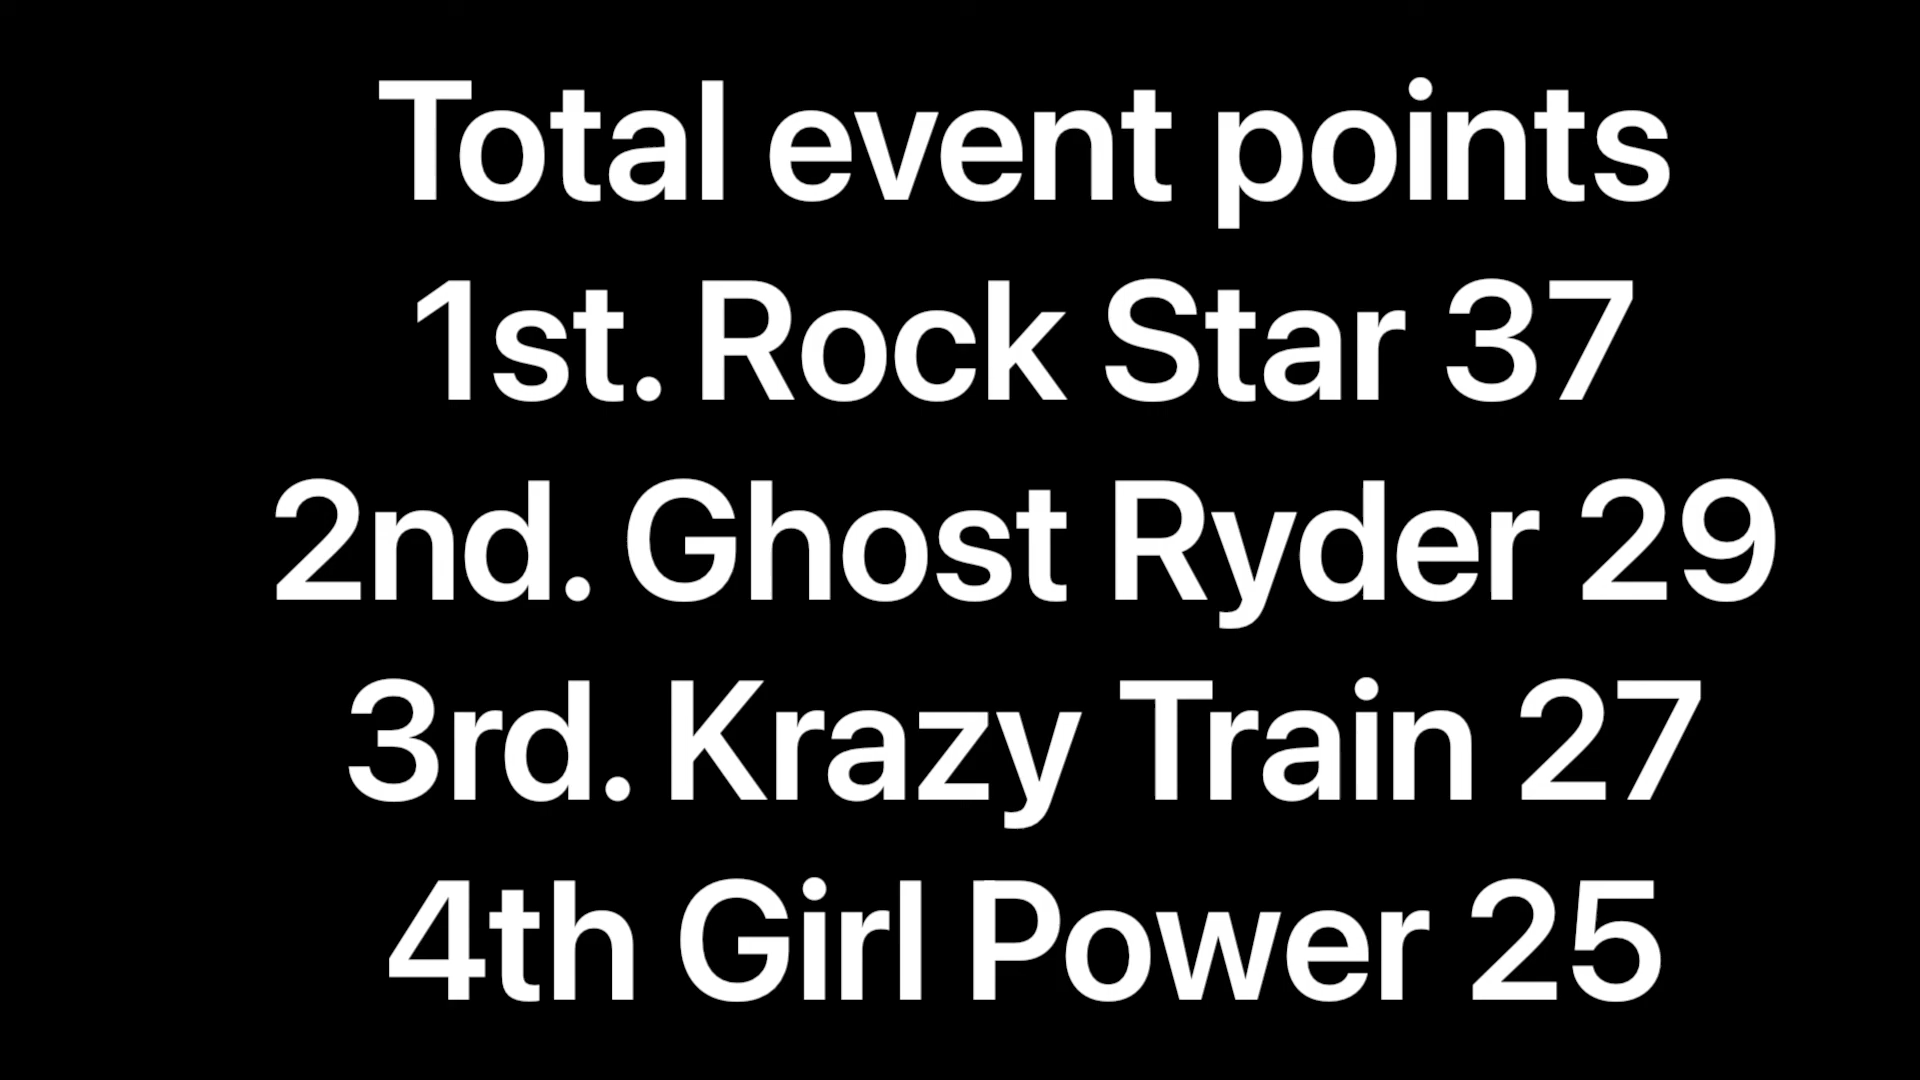 Total event points
1st. Rock Star 37
2nd. Ghost Ryder 29
3rd. Krazy Train 27
4th Girl Power 25